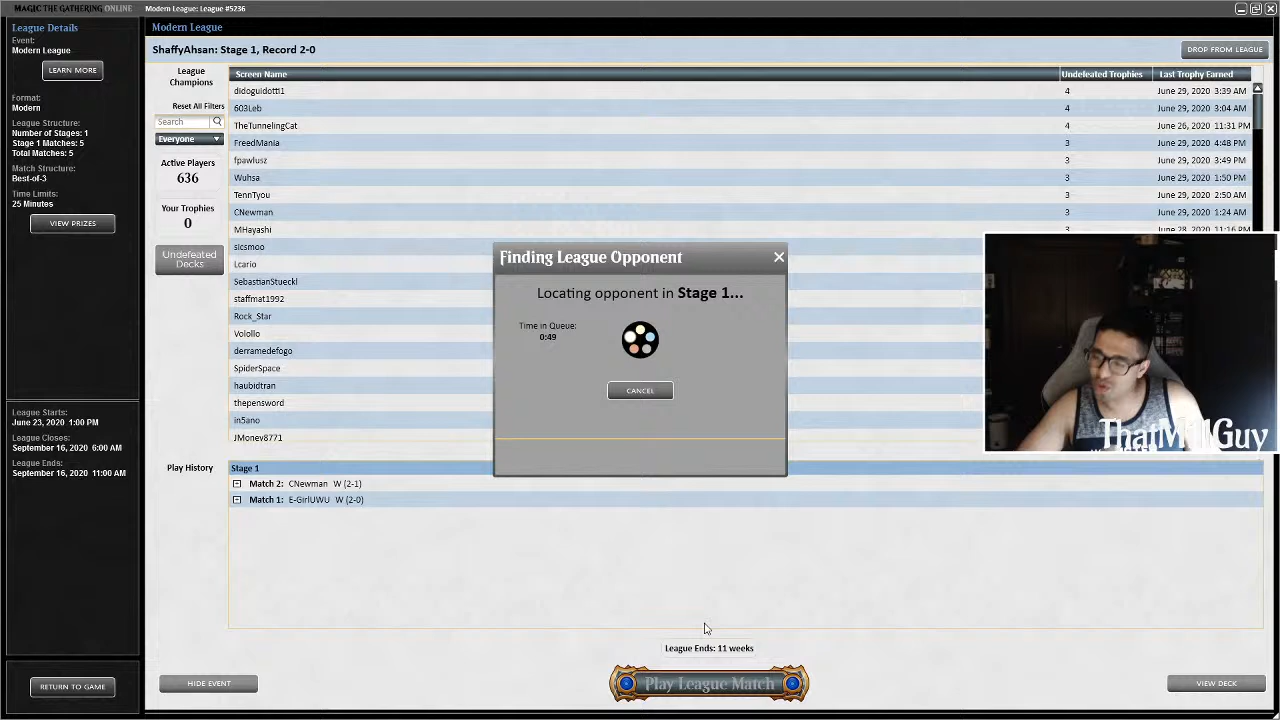 MAGIC THE GATHERING ONLINE
Modern League: League #5236
League Details
Event:
Modern League
LEARN MORE
Format:
Modern
League Structure:
Number of Stages: 1
Stage 1 Matches: 5
Total Matches: 5
Match Structure:
Best-of-3
Time Limits:
25 Minutes
VIEW PRIZES
League Starts:
June 23, 2020 1:00 PM
League Closes:
September 16, 2020 6:00 AM
League Ends:
September 16, 2020 11:00 AM
RETURN TO GAME
Modern League
ShaffyAhsan: Stage 1, Record 2-0
DROP FROM LEAGUE
League
Champions
Reset All Filters
Search
Everyone
Active Players
636
Your Trophies
0
Undefeated
Decks
Screen Name Undefeated Trophies Last Trophy Earned
didoguidotti1 4 June 29, 2020 3:39 AM
603Leb 4 June 29, 2020 3:04 AM
TheTunnelingCat 4 June 26, 2020 11:31 PM
FreedMania 3 June 29, 2020 4:48 PM
fpawlusz 3 June 29, 2020 3:49 PM
Wuhsa 3 June 29, 2020 1:50 PM
TennTyou 3 June 29, 2020 2:50 AM
CNewman 3 June 29, 2020 1:24 AM
MHayashi 3 June 28, 2020 11:16 PM
sicsmoo
Lcario
SebastianStueckl
staffmat1992
Rock_Star
Volollo
derramedefogo
SpiderSpace
haubidtran
thepensword
in5ano
JMoney8771
Finding League Opponent
Locating opponent in Stage 1...
Time in Queue:
0:49
CANCEL
ThatMillGuy
Play History
Stage 1
Match 2: CNewman W (2-1)
Match 1: E-GirlUWU W (2-0)
League Ends: 11 weeks
HIDE EVENT
Play League Match
VIEW DECK